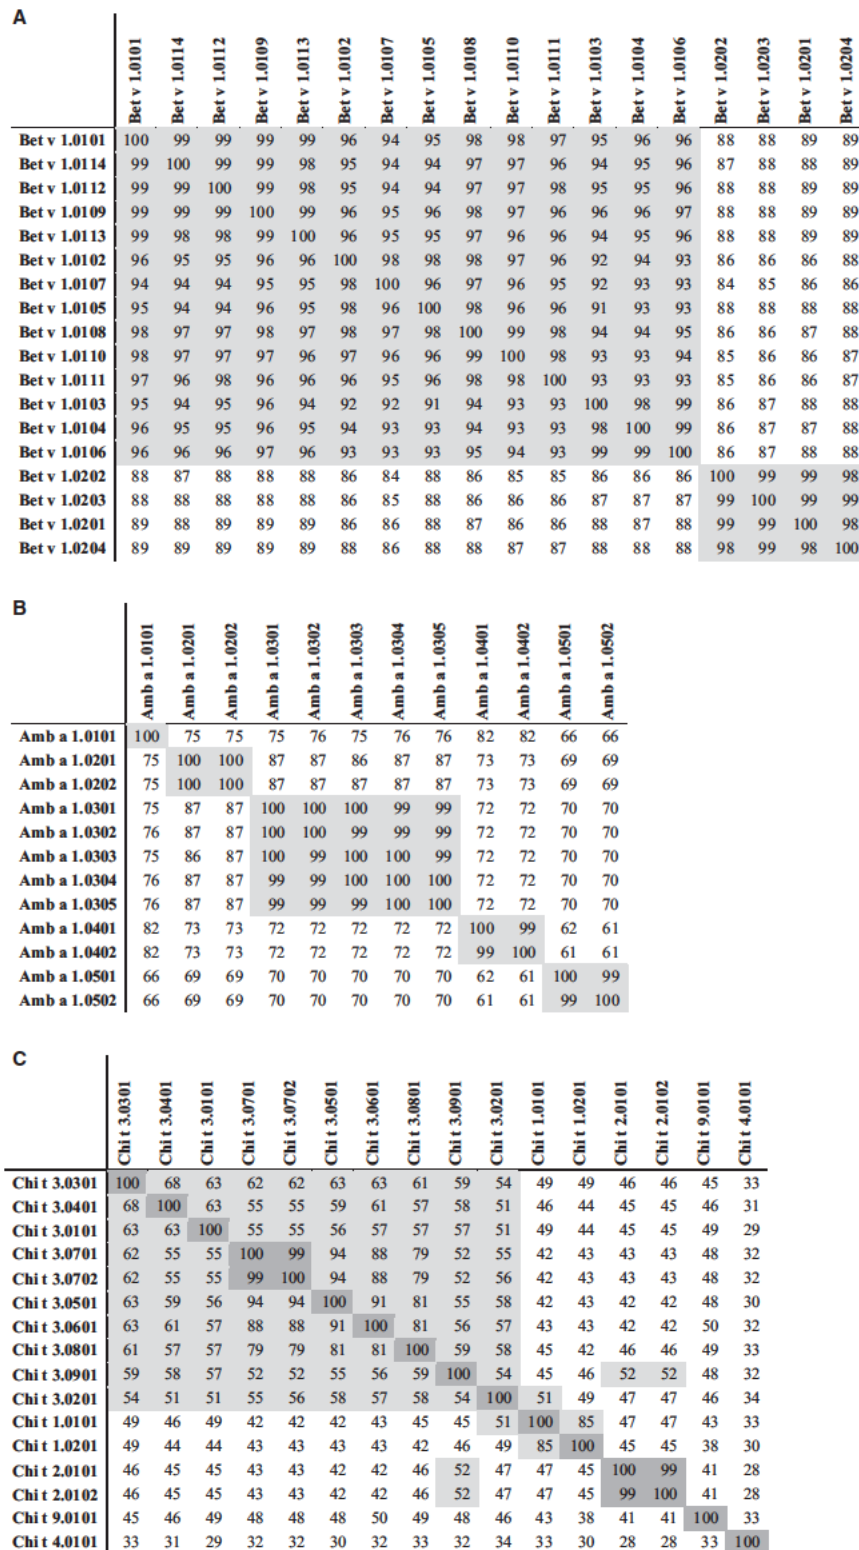 A
Bet v 1.0101 Bet v 1.0114 Bet v 1.0112 Bet v 1.0109 Bet v 1.0113 Bet v 1.0102 Bet v 1.0107 Bet v 1.0105 Bet v 1.0108 Bet v 1.0110 Bet v 1.0111 Bet v 1.0103 Bet v 1.0104 Bet v 1.0106 Bet v 1.0202 Bet v 1.0203 Bet v 1.0201 Bet v 1.0204
Bet v 1.0101 100 99 99 99 99 96 94 95 98 98 97 95 96 96 88 88 89 89
Bet v 1.0114 99 100 99 99 98 95 94 94 97 97 96 94 95 96 87 88 88 89
Bet v 1.0112 99 99 100 99 98 95 94 94 97 97 98 95 95 96 88 88 89 89
Bet v 1.0109 99 99 99 100 99 96 95 96 98 97 96 96 96 97 88 88 89 89
Bet v 1.0113 99 98 98 99 100 96 95 95 97 96 96 94 95 96 88 88 89 89
Bet v 1.0102 96 95 95 96 96 100 98 98 98 97 96 92 94 93 86 86 86 88
Bet v 1.0107 94 94 94 95 95 98 100 96 97 96 95 92 93 93 84 85 86 86
Bet v 1.0105 95 94 94 96 95 98 96 100 98 96 96 91 93 93 88 88 88 88
Bet v 1.0108 98 97 97 98 97 98 97 98 100 99 98 94 94 95 86 86 87 88
Bet v 1.0110 98 97 97 97 96 97 96 96 99 100 98 93 93 94 85 86 86 87
Bet v 1.0111 97 96 98 96 96 96 95 96 98 98 100 93 93 93 85 86 86 87
Bet v 1.0103 95 94 95 96 94 92 92 91 94 93 93 100 98 99 86 87 88 88
Bet v 1.0104 96 95 95 96 95 94 93 93 94 93 93 98 100 99 86 87 87 88
Bet v 1.0106 96 96 96 97 96 93 93 93 95 94 93 99 99 100 86 87 88 88
Bet v 1.0202 88 87 88 88 88 86 84 88 86 85 85 86 86 86 100 99 99 98
Bet v 1.0203 88 88 88 88 88 86 85 88 86 86 86 87 87 87 99 100 99 99
Bet v 1.0201 89 88 89 89 89 86 86 88 87 86 86 88 87 88 99 99 100 98
Bet v 1.0204 89 89 89 89 89 88 86 88 88 87 87 88 88 88 98 99 98 100
B
Amb a 1.0101 Amb a 1.0201 Amb a 1.0202 Amb a 1.0301 Amb a 1.0302 Amb a 1.0303 Amb a 1.0304 Amb a 1.0305 Amb a 1.0401 Amb a 1.0402 Amb a 1.0501 Amb a 1.0502
Amb a 1.0101 100 75 75 75 76 75 76 76 82 82 66 66
Amb a 1.0201 75 100 100 87 87 86 87 87 73 73 69 69
Amb a 1.0202 75 100 100 87 87 87 87 87 73 73 69 69
Amb a 1.0301 75 87 87 100 100 100 99 99 72 72 70 70
Amb a 1.0302 76 87 87 100 100 99 99 99 72 72 70 70
Amb a 1.0303 75 86 87 100 99 100 100 99 72 72 70 70
Amb a 1.0304 76 87 87 99 99 100 100 100 72 72 70 70
Amb a 1.0305 76 87 87 99 99 99 100 100 72 72 70 70
Amb a 1.0401 82 73 73 72 72 72 72 72 100 99 62 61
Amb a 1.0402 82 73 73 72 72 72 72 72 99 100 61 61
Amb a 1.0501 66 69 69 70 70 70 70 70 62 61 100 99
Amb a 1.0502 66 69 69 70 70 70 70 70 61 61 99 100
C
Chi t 3.0301 Chi t 3.0401 Chi t 3.0101 Chi t 3.0701 Chi t 3.0702 Chi t 3.0501 Chi t 3.0601 Chi t 3.0801 Chi t 3.0901 Chi t 3.0201 Chi t 1.0101 Chi t 1.0201 Chi t 2.0101 Chi t 2.0102 Chi t 9.0101 Chi t 4.0101
Chi t 3.0301 100 68 63 62 62 63 63 61 59 54 49 49 46 46 45 33
Chi t 3.0401 68 100 63 55 55 59 61 57 58 51 46 44 45 45 46 31
Chi t 3.0101 63 63 100 55 55 56 57 57 57 51 49 44 45 45 49 29
Chi t 3.0701 62 55 55 100 99 94 88 79 52 55 42 43 43 43 48 32
Chi t 3.0702 62 55 55 99 100 94 88 79 52 56 42 43 43 43 48 32
Chi t 3.0501 63 59 56 94 94 100 91 81 55 58 42 43 42 42 48 30
Chi t 3.0601 63 61 57 88 88 91 100 81 56 57 43 43 42 42 50 32
Chi t 3.0801 61 57 57 79 79 81 81 100 59 58 45 42 46 46 49 33
Chi t 3.0901 59 58 57 52 52 55 56 59 100 54 45 46 52 52 48 32
Chi t 3.0201 54 51 51 55 56 58 57 58 54 100 51 49 47 47 46 34
Chi t 1.0101 49 46 49 42 42 42 43 45 45 51 100 85 47 47 43 33
Chi t 1.0201 49 44 44 43 43 43 43 42 46 49 85 100 45 45 38 30
Chi t 2.0101 46 45 45 43 43 42 42 46 52 47 47 45 100 99 41 28
Chi t 2.0102 46 45 45 43 43 42 42 46 52 47 47 45 99 100 41 28
Chi t 9.0101 45 46 49 48 48 48 50 49 48 46 43 38 41 41 100 33
Chi t 4.0101 33 31 29 32 32 30 32 33 32 34 33 30 28 28 33 100